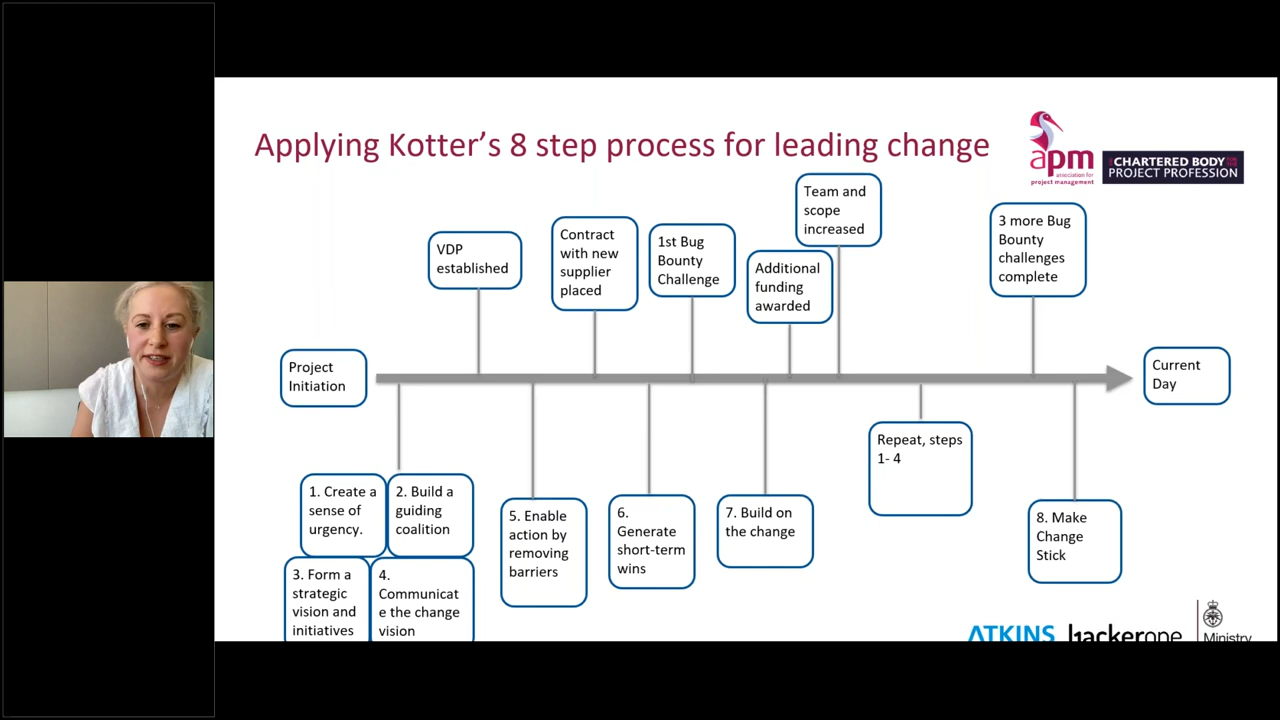 Applying Kotter's 8 step process for leading change
apm
association for
project management
CHARTERED BODY FOR THE
PROJECT PROFESSION
Team and
scope
increased
3 more Bug
Bounty
challenges
complete
Contract
with new
supplier
placed
1st Bug
Bounty
Challenge
VDP
established
Additional
funding
awarded
Project
Initiation
Current
Day
Repeat, steps
1- 4
1. Create a
sense of
urgency.
2. Build a
guiding
coalition
5. Enable
action by
removing
barriers
6.
Generate
short-term
wins
7. Build on
the change
8. Make
Change
Stick
3. Form a
strategic
vision and
initiatives
4.
Communicat
e the change
vision
ATKINS
hackerone
Ministry